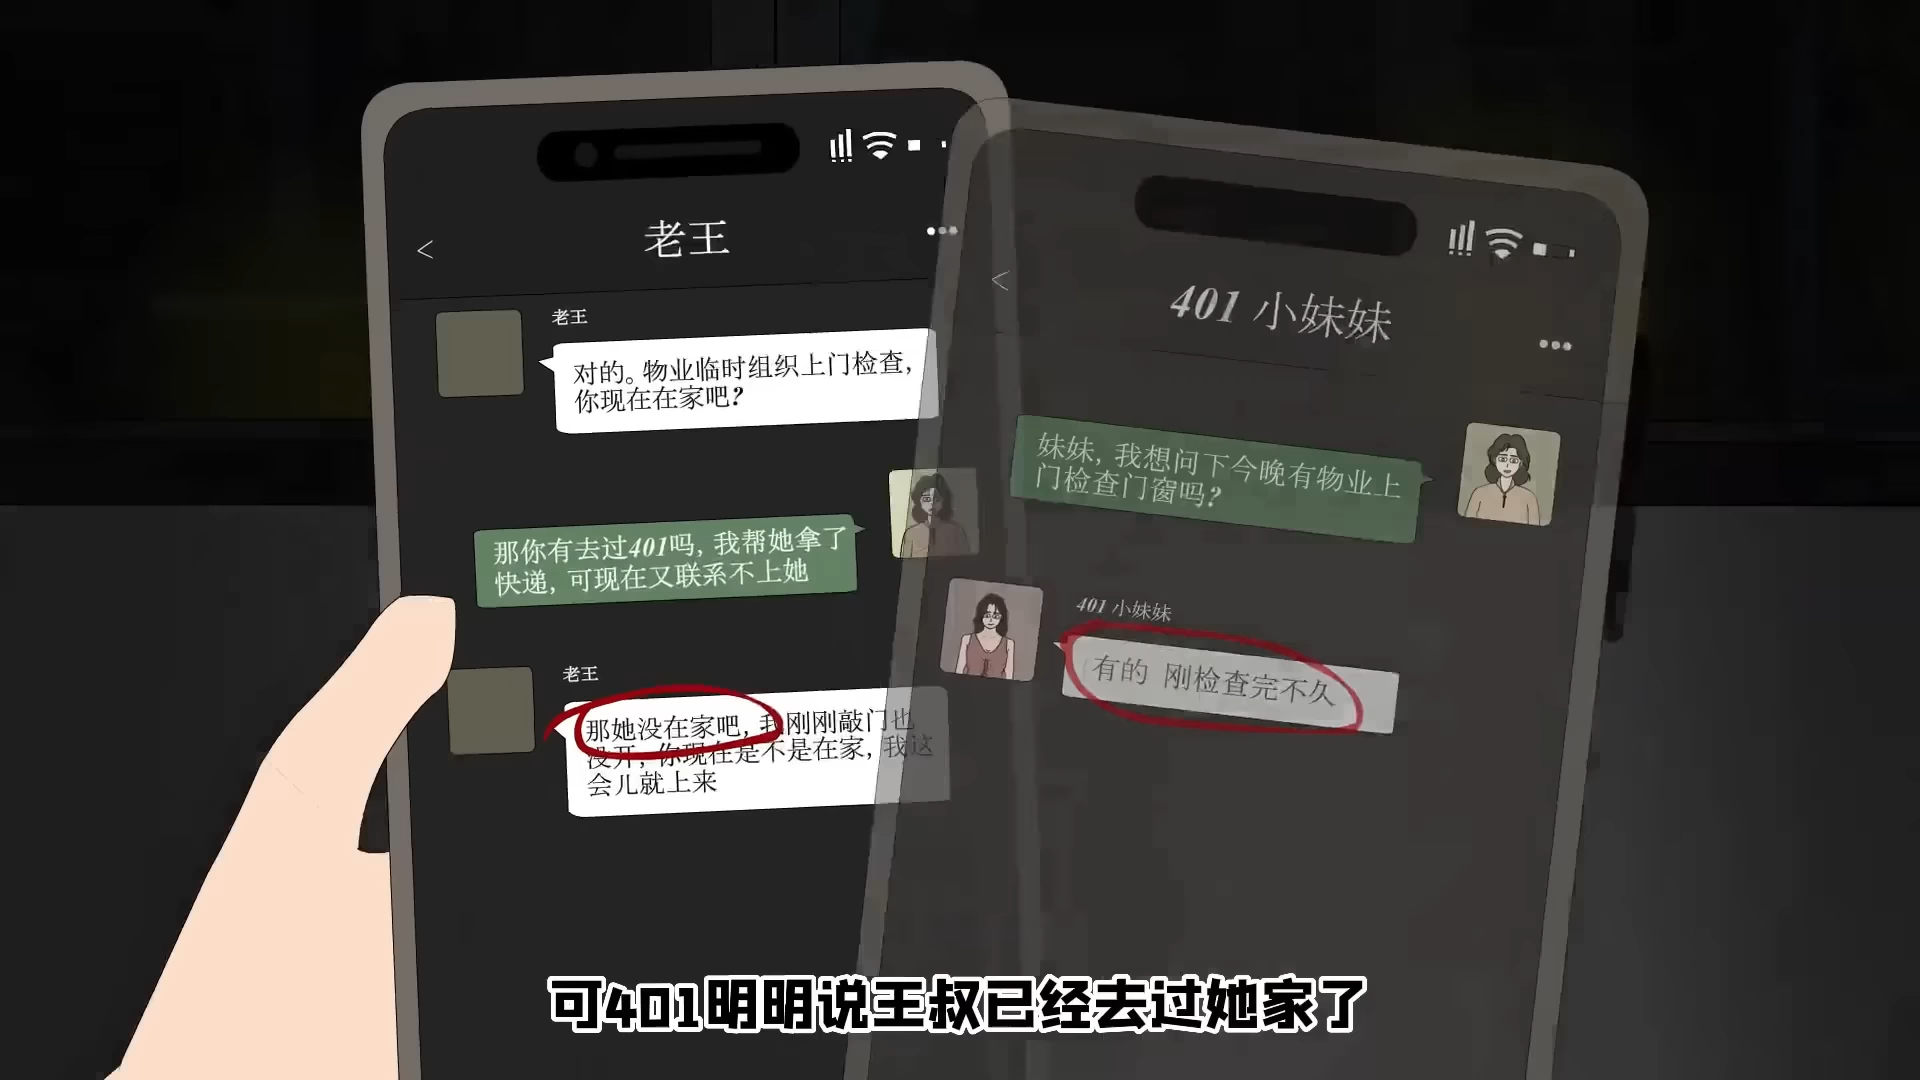 老王
老王
对的。物业临时组织上门检查,
你现在在家吧?
那你有去过401吗, 我帮她拿了
快递, 可现在又联系不上她
老王
那她没在家吧, 我刚刚敲门也
没开, 你现在是不是在家, 我这
会儿就上来
401 小妹妹
妹妹, 我想问下今晚有物业上
门检查门窗吗?
401 小妹妹
有的 刚检查完不久
可401明明说王叔已经去过她家了